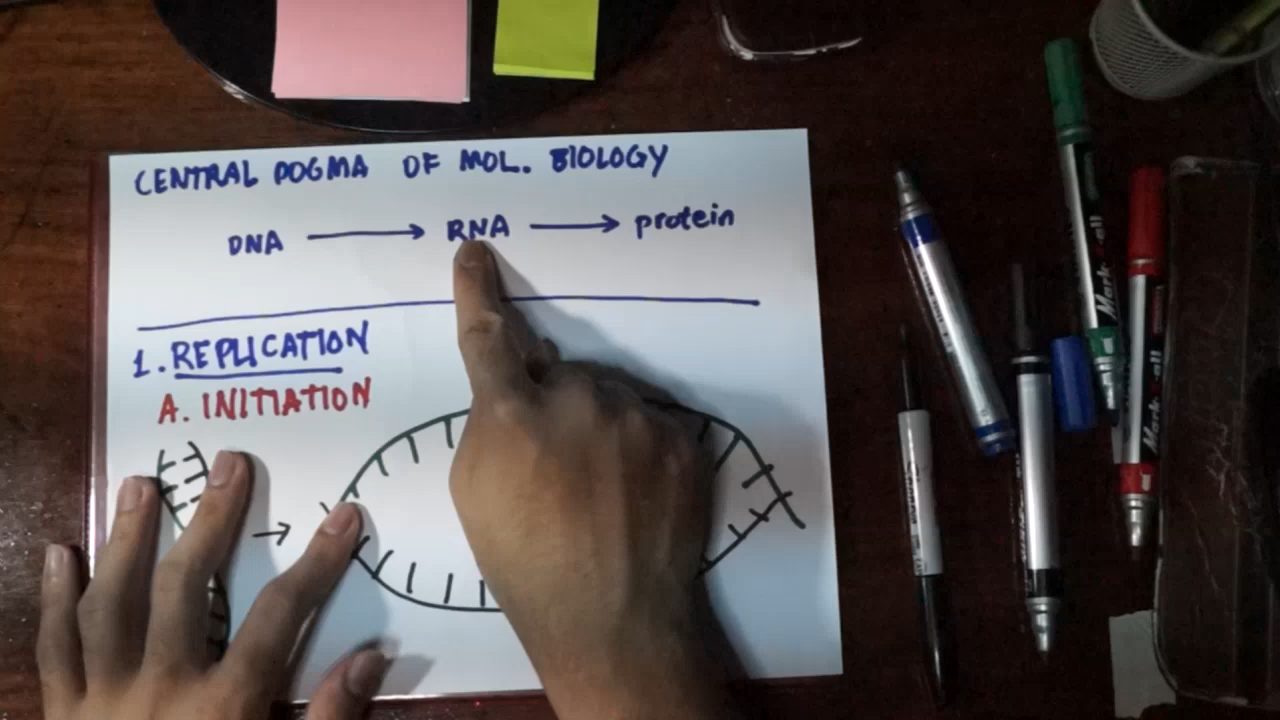 CENTRAL DOGMA OF MOL. BIOLOGY
DNA → RNA → protein
1. REPLICATION
A. INITIATION
→